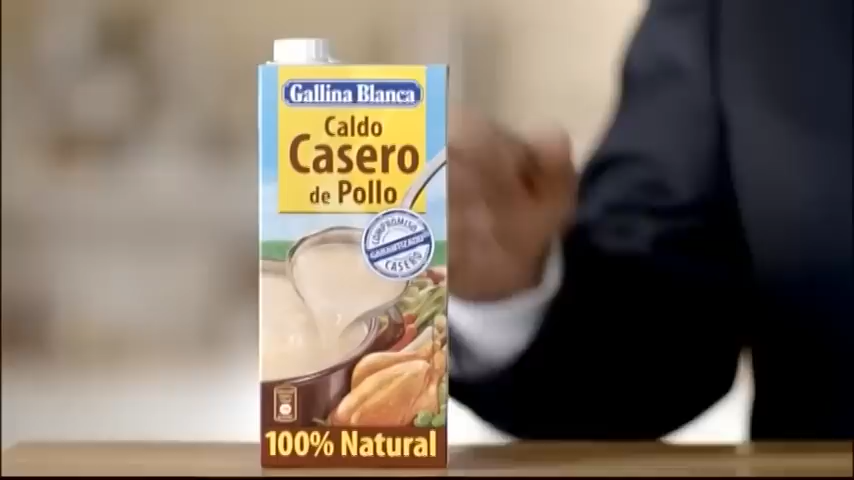 Gallina Blanca
Caldo
Casero
de Pollo
COMPROMISO
GARANTIZADO
CASERO
100% Natural